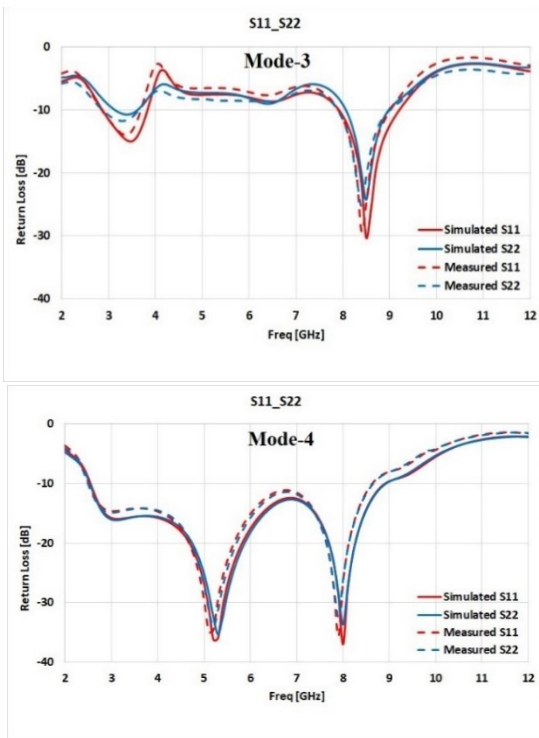 S11_S22
Mode-3
0
-10
-20
-30
-40
Return Loss [dB]
Simulated S11
Simulated S22
Measured S11
Measured S22
2 3 4 5 6 7 8 9 10 11 12
Freq [GHz]
S11_S22
Mode-4
0
-10
-20
-30
-40
Return Loss [dB]
Simulated S11
Simulated S22
Measured S11
Measured S22
2 3 4 5 6 7 8 9 10 11 12
Freq [GHz]